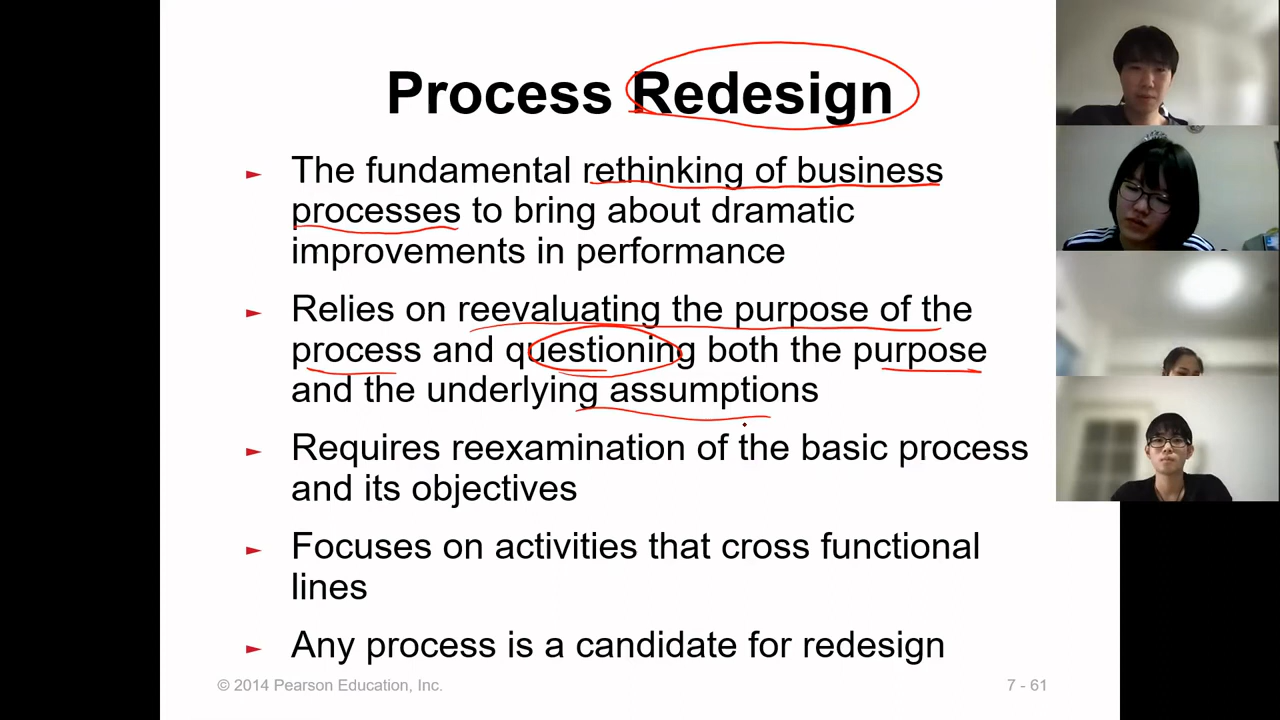 Process Redesign
► The fundamental rethinking of business
processes to bring about dramatic
improvements in performance
► Relies on reevaluating the purpose of the
process and questioning both the purpose
and the underlying assumptions
► Requires reexamination of the basic process
and its objectives
► Focuses on activities that cross functional
lines
► Any process is a candidate for redesign
© 2014 Pearson Education, Inc.
7 - 61